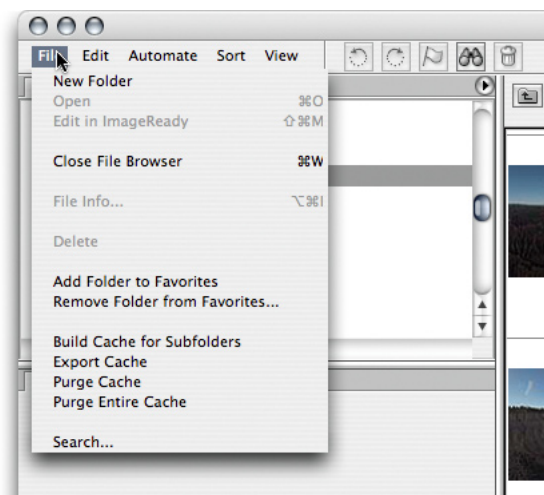 File Edit Automate Sort View
New Folder
Open ⌘O
Edit in ImageReady ⇧⌘M
Close File Browser ⌘W
File Info... ⌥⌘I
Delete
Add Folder to Favorites
Remove Folder from Favorites...
Build Cache for Subfolders
Export Cache
Purge Cache
Purge Entire Cache
Search...